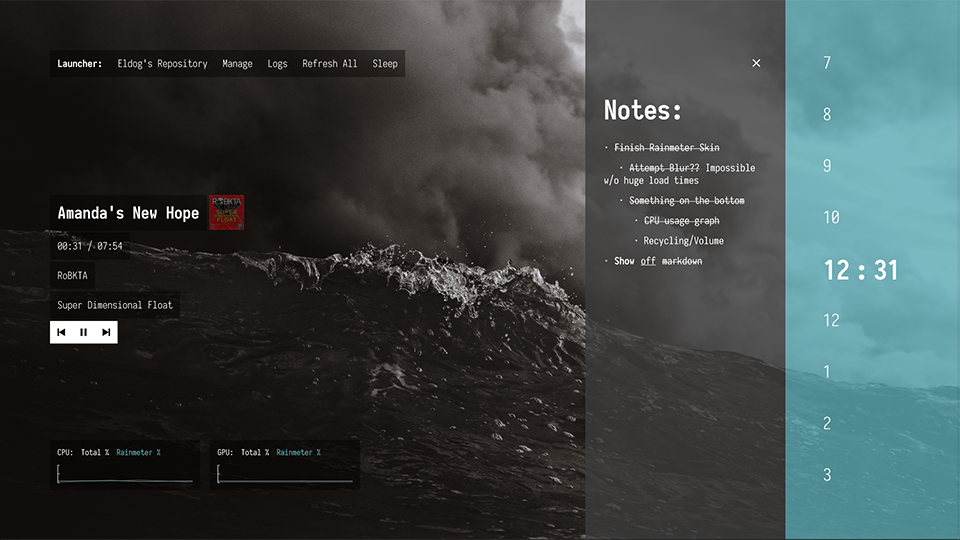 Launcher: Eldog's Repository Manage Logs Refresh All Sleep
Amanda's New Hope
ROBKTA
SUPER
FLOAT
00:31 / 07:54
RoBKTA
Super Dimensional Float
CPU: Total % Rainmeter %
GPU: Total % Rainmeter %
Notes:
· Finish Rainmeter Skin
· Attempt Blur?? Impossible
w/o huge load times
· Something on the bottom
· CPU usage graph
· Recycling/Volume
· Show off markdown
7
8
9
10
12 : 31
12
1
2
3